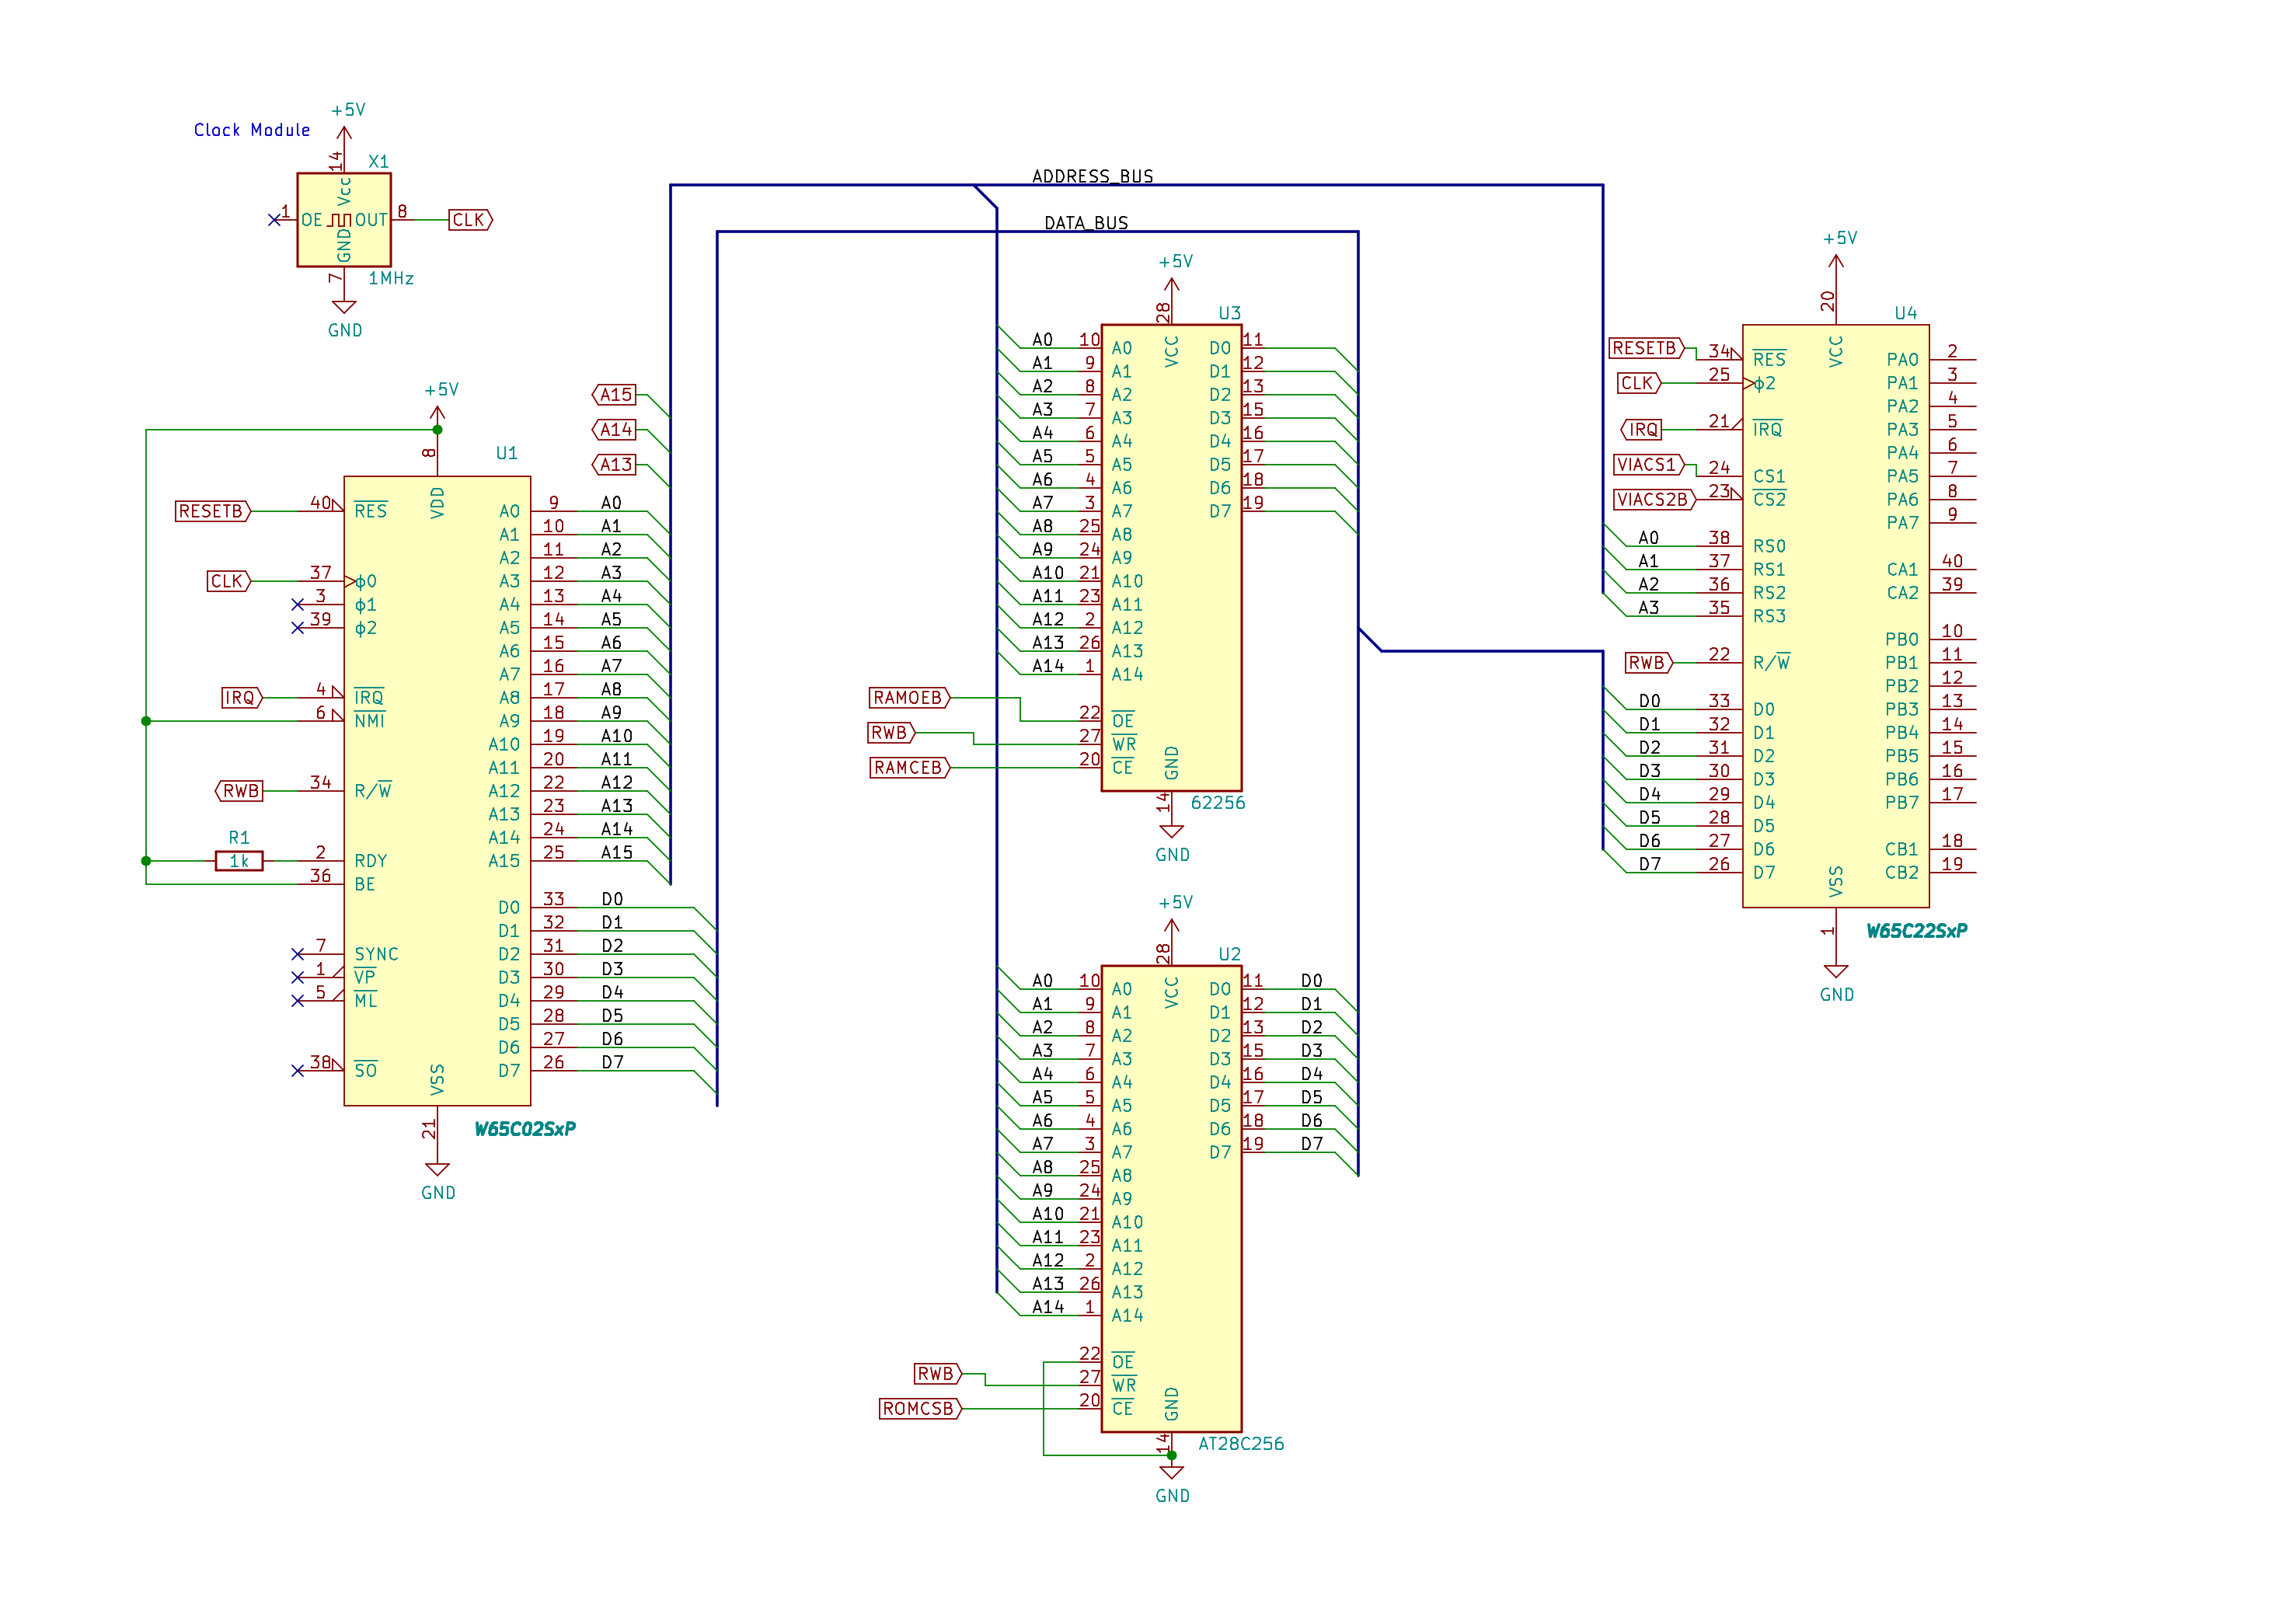 Clock Module
+5V
X1
14
Vcc
1
OE
OUT
8
CLK
GND
7
1MHz
GND
ADDRESS_BUS
DATA_BUS
+5V
8
VDD
U1
RESETB 40 RES
CLK 37 ϕ0
3 ϕ1
39 ϕ2
IRQ 4 IRQ
6 NMI
RWB 34 R/W
R1
1k
2 RDY
36 BE
7 SYNC
1 VP
5 ML
38 SO
A15
A14
A13
A0 9 A0
A1 10 A1
A2 11 A2
A3 12 A3
A4 13 A4
A5 14 A5
A6 15 A6
A7 16 A7
A8 17 A8
A9 18 A9
A10 19 A10
A11 20 A11
A12 22 A12
A13 23 A13
A14 24 A14
A15 25 A15
D0 33 D0
D1 32 D1
D2 31 D2
D3 30 D3
D4 29 D4
D5 28 D5
D6 27 D6
D7 26 D7
VSS
21
W65C02SxP
GND
+5V
28
VCC
U3
A0 10 A0 D0 11
A1 9 A1 D1 12
A2 8 A2 D2 13
A3 7 A3 D3 15
A4 6 A4 D4 16
A5 5 A5 D5 17
A6 4 A6 D6 18
A7 3 A7 D7 19
A8 25 A8
A9 24 A9
A10 21 A10
A11 23 A11
A12 2 A12
A13 26 A13
A14 1 A14
RAMOEB 22 OE
RWB 27 WR
RAMCEB 20 CE
GND
14
62256
GND
+5V
28
VCC
U2
A0 10 A0 D0 11 D0
A1 9 A1 D1 12 D1
A2 8 A2 D2 13 D2
A3 7 A3 D3 15 D3
A4 6 A4 D4 16 D4
A5 5 A5 D5 17 D5
A6 4 A6 D6 18 D6
A7 3 A7 D7 19 D7
A8 25 A8
A9 24 A9
A10 21 A10
A11 23 A11
A12 2 A12
A13 26 A13
A14 1 A14
22 OE
RWB 27 WR
ROMCSB 20 CE
GND
14
AT28C256
GND
+5V
20
VCC
U4
RESETB 34 RES
CLK 25 ϕ2
IRQ 21 IRQ
VIACS1 24 CS1
VIACS2B 23 CS2
A0 38 RS0
A1 37 RS1
A2 36 RS2
A3 35 RS3
RWB 22 R/W
D0 33 D0
D1 32 D1
D2 31 D2
D3 30 D3
D4 29 D4
D5 28 D5
D6 27 D6
D7 26 D7
PA0 2
PA1 3
PA2 4
PA3 5
PA4 6
PA5 7
PA6 8
PA7 9
CA1 40
CA2 39
PB0 10
PB1 11
PB2 12
PB3 13
PB4 14
PB5 15
PB6 16
PB7 17
CB1 18
CB2 19
VSS
1
W65C22SxP
GND